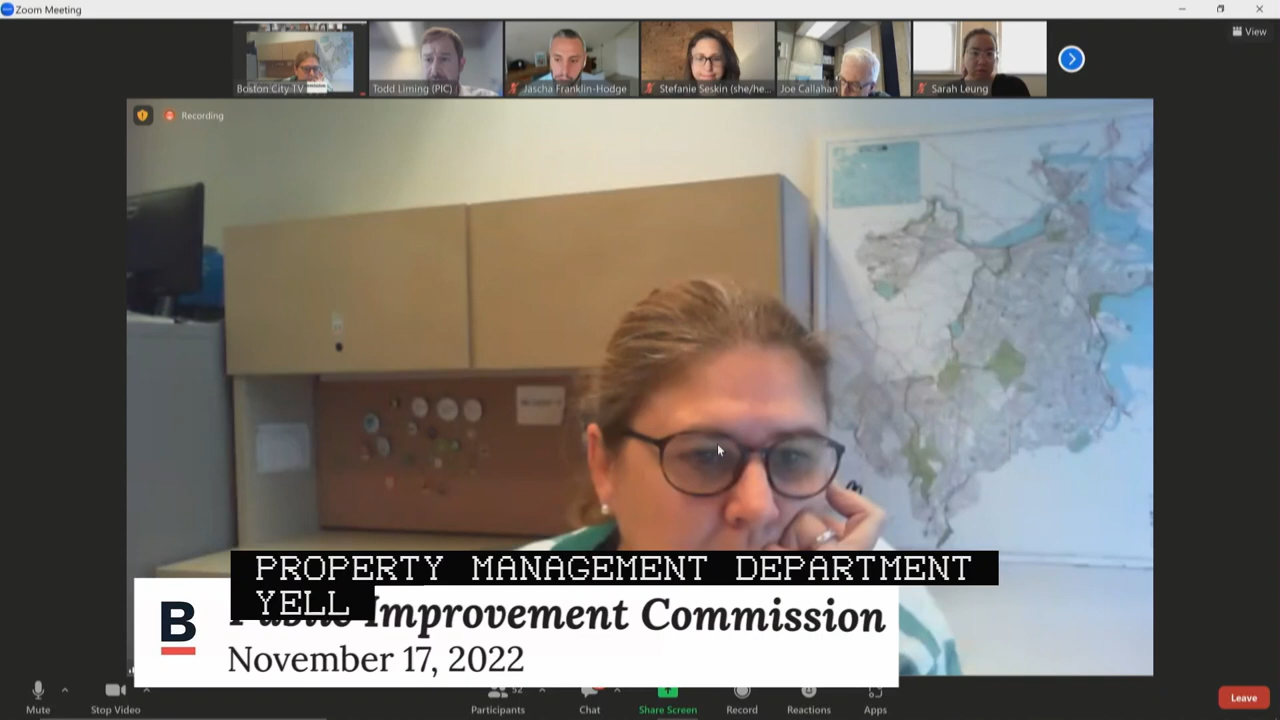 Zoom Meeting
View
Boston City TV
Todd Liming (PIC)
Jascha Franklin-Hodge
Stefanie Seskin (she/he...
Joe Callahan
Sarah Leung
Recording
PROPERTY MANAGEMENT DEPARTMENT
YELL
B
Public Improvement Commission
November 17, 2022
Mute
Stop Video
52
Participants
Chat
Share Screen
Record
Reactions
Apps
Leave